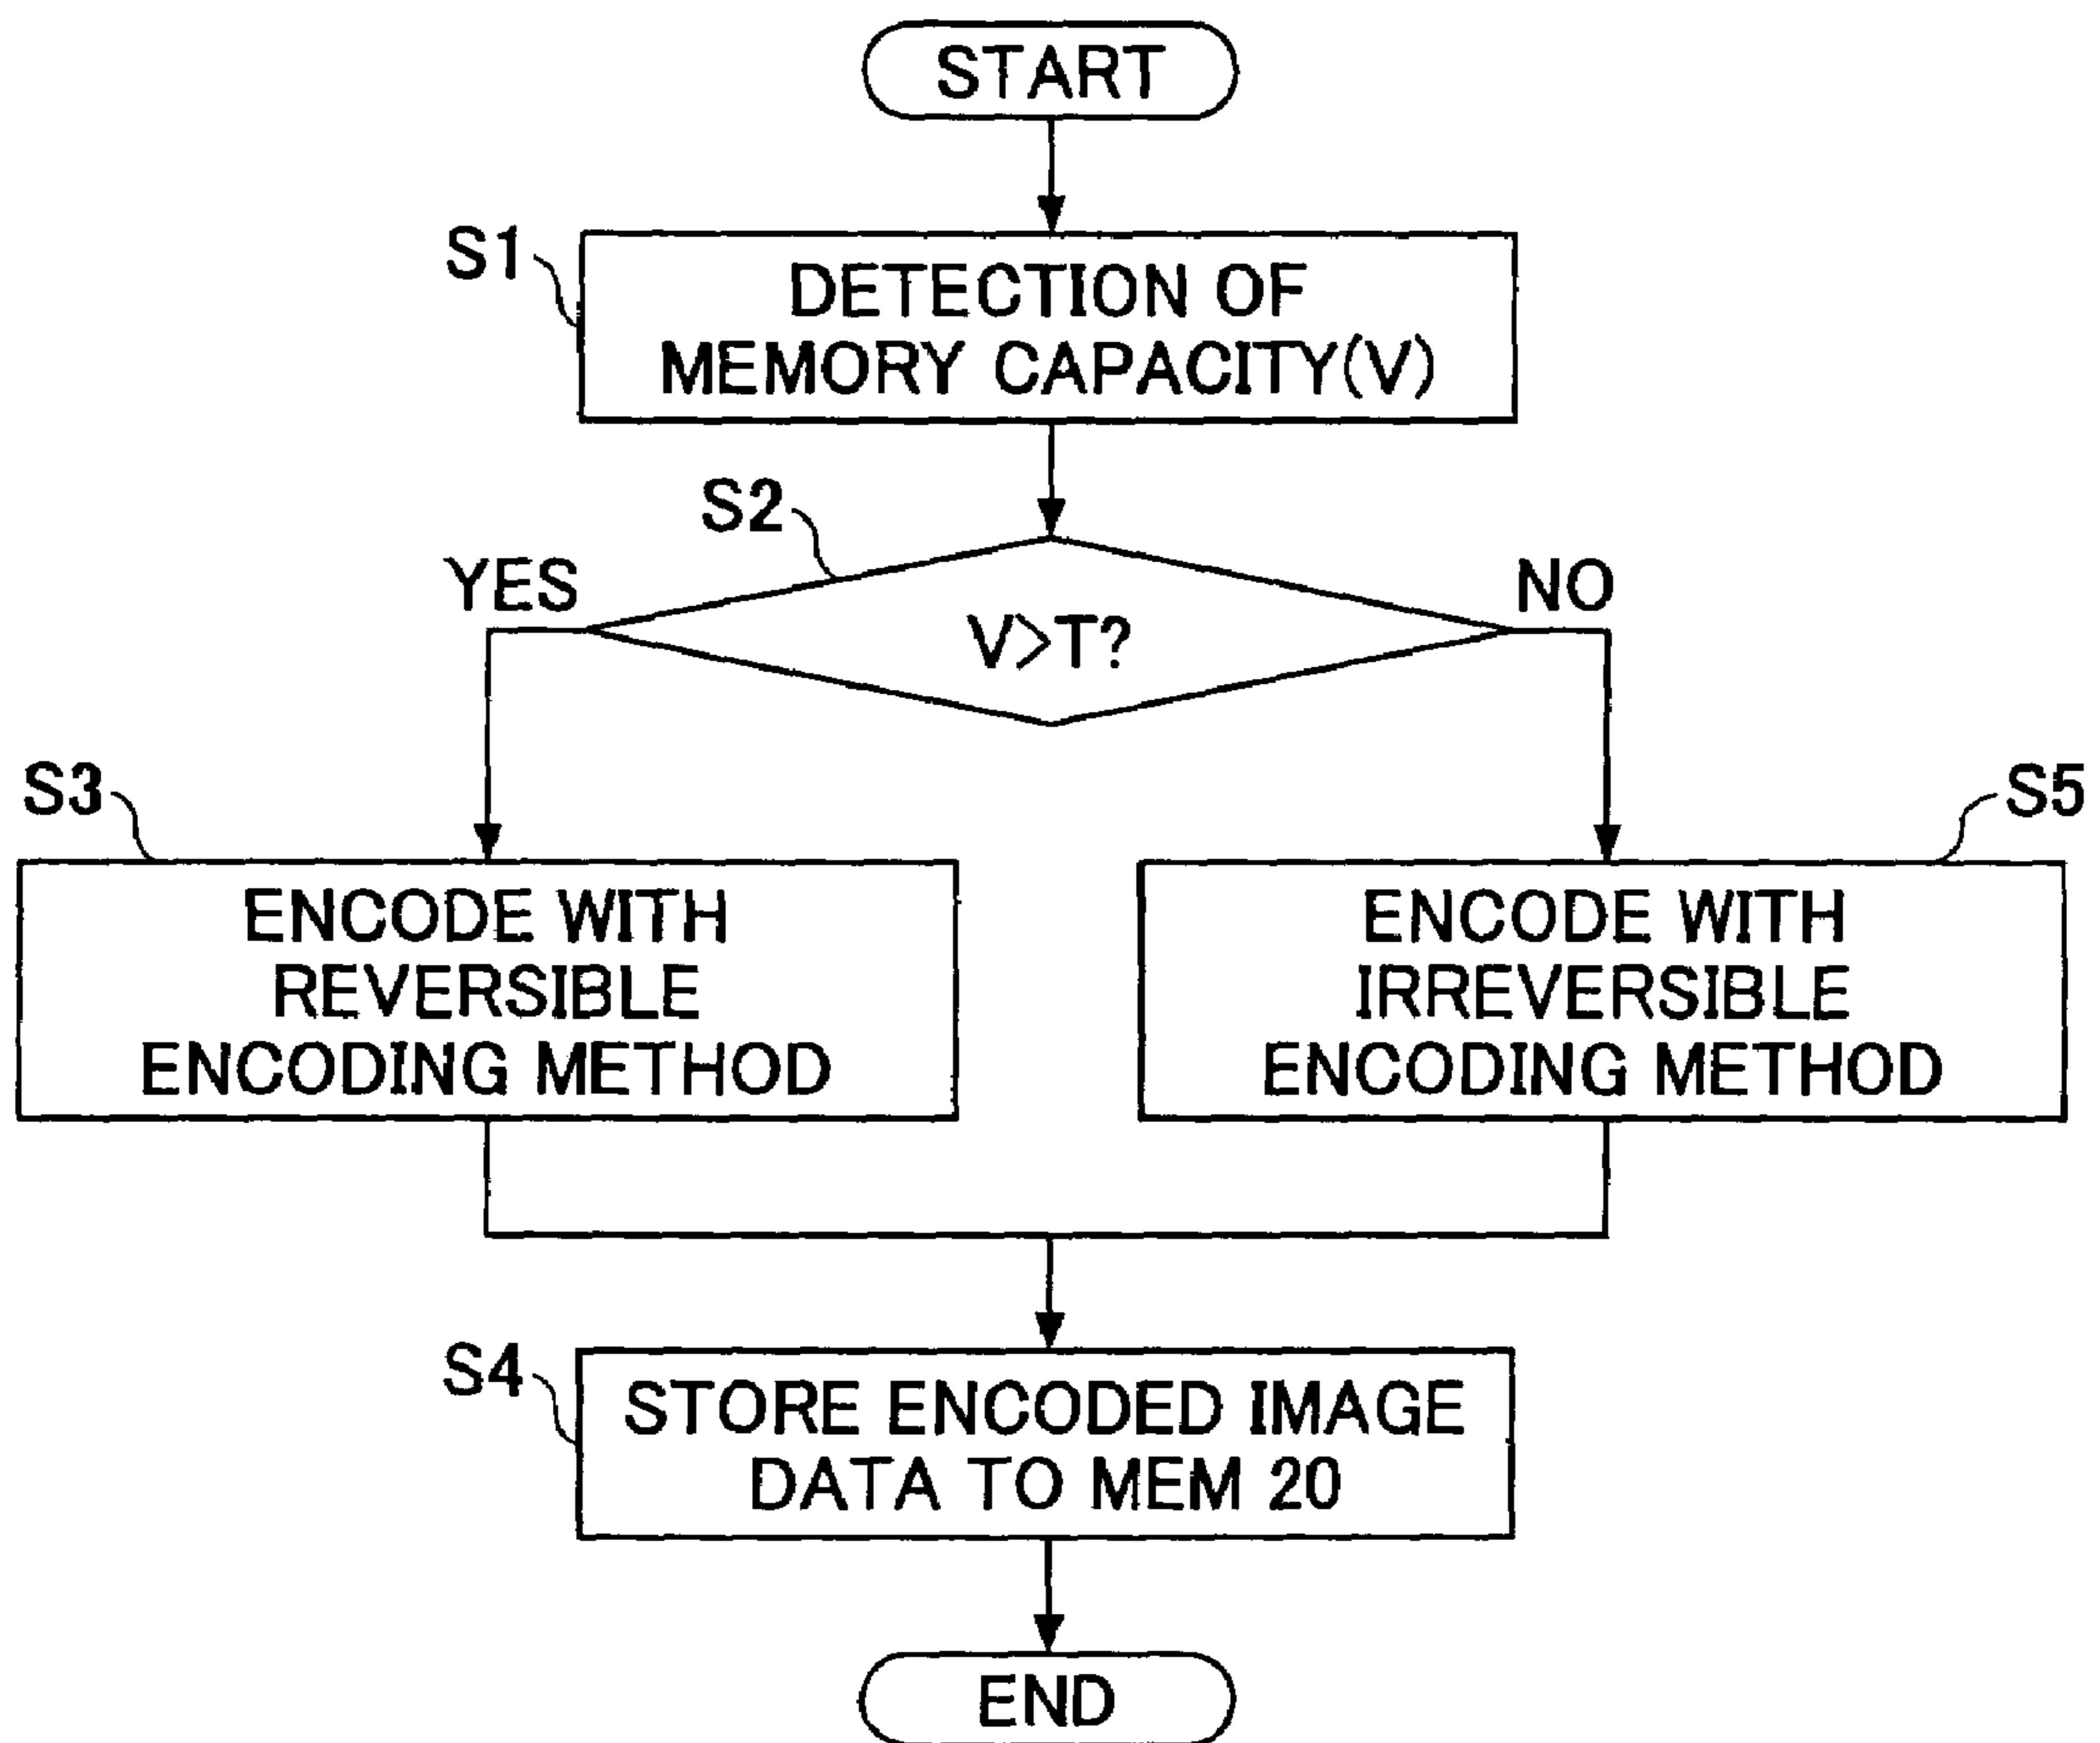 START
S1
DETECTION OF
MEMORY CAPACITY(V)
S2
YES
NO
V>T?
S3
S5
ENCODE WITH
REVERSIBLE
ENCODING METHOD
ENCODE WITH
IRREVERSIBLE
ENCODING METHOD
S4
STORE ENCODED IMAGE
DATA TO MEM 20
END